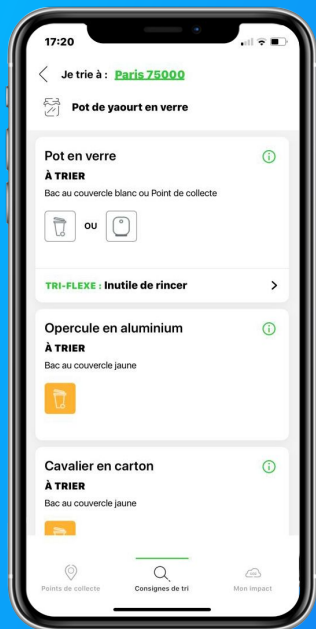 17:20
Je trie à : Paris 75000
Pot de yaourt en verre
Pot en verre
À TRIER
Bac au couvercle blanc ou Point de collecte
OU
TRI-FLEXE : Inutile de rincer
Opercule en aluminium
À TRIER
Bac au couvercle jaune
Cavalier en carton
À TRIER
Bac au couvercle jaune
Points de collecte Consignes de tri Mon impact